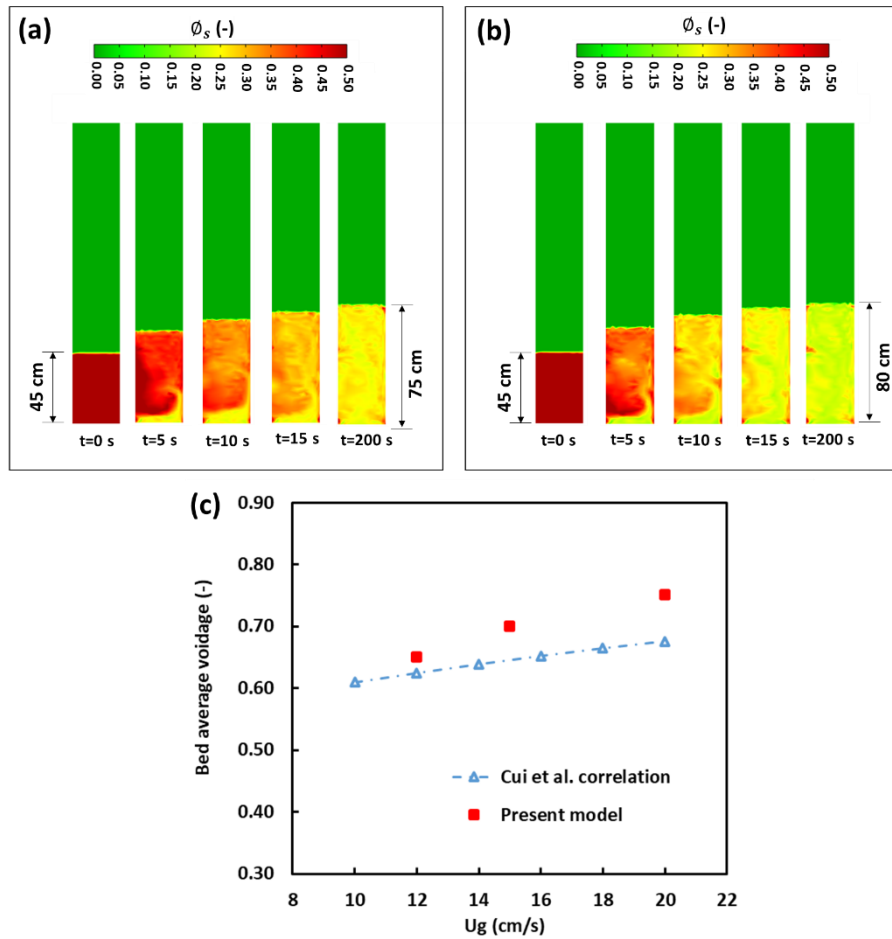 (a)
∅s (-)
0.00 0.05 0.10 0.15 0.20 0.25 0.30 0.35 0.40 0.45 0.50
45 cm
75 cm
t=0 s t=5 s t=10 s t=15 s t=200 s
(b)
∅s (-)
0.00 0.05 0.10 0.15 0.20 0.25 0.30 0.35 0.40 0.45 0.50
45 cm
80 cm
t=0 s t=5 s t=10 s t=15 s t=200 s
(c)
Bed average voidage (-)
0.90
0.80
0.70
0.60
0.50
0.40
0.30
Cui et al. correlation
Present model
8 10 12 14 16 18 20 22
Ug (cm/s)